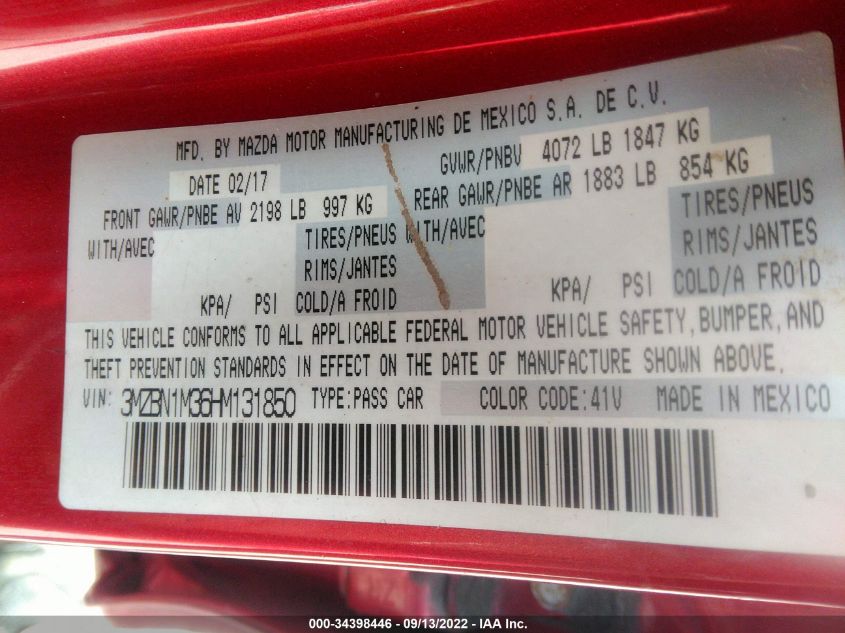 MFD. BY MAZDA MOTOR MANUFACTURING DE MEXICO S.A. DE C.V.
DATE 02/17 GVWR/PNBV 4072 LB 1847 KG
FRONT GAWR/PNBE AV 2198 LB 997 KG REAR GAWR/PNBE AR 1883 LB 854 KG
WITH/AVEC TIRES/PNEUS WITH/AVEC TIRES/PNEUS
RIMS/JANTES RIMS/JANTES
KPA/ PSI COLD/A FROID KPA/ PSI COLD/A FROID
THIS VEHICLE CONFORMS TO ALL APPLICABLE FEDERAL MOTOR VEHICLE SAFETY, BUMPER, AND
THEFT PREVENTION STANDARDS IN EFFECT ON THE DATE OF MANUFACTURE SHOWN ABOVE.
VIN: 3MZBN1M36HM131850 TYPE:PASS CAR COLOR CODE:41V MADE IN MEXICO
000-34398446 - 09/13/2022 - IAA Inc.